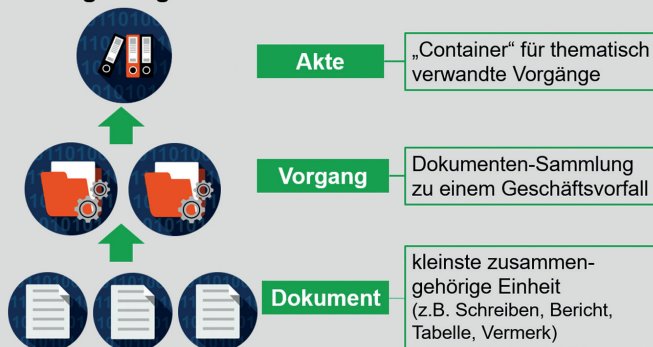 Akte
„Container“ für thematisch
verwandte Vorgänge
Vorgang
Dokumenten-Sammlung
zu einem Geschäftsvorfall
Dokument
kleinste zusammen-
gehörige Einheit
(z.B. Schreiben, Bericht,
Tabelle, Vermerk)